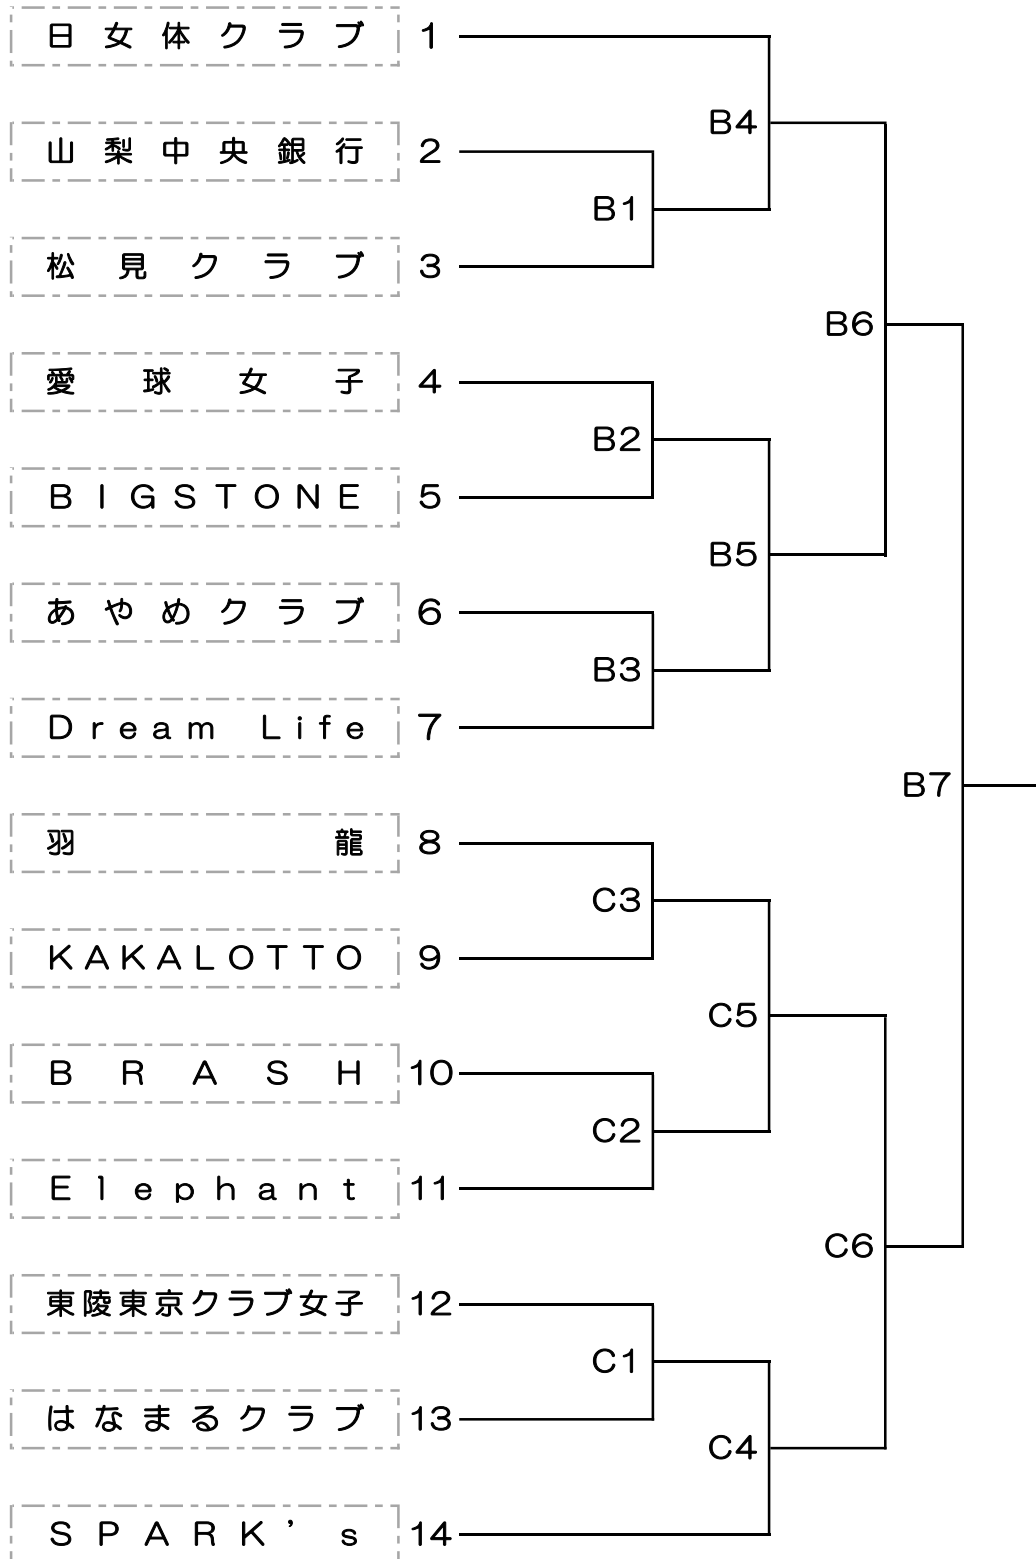 日女体クラブ 1
B4
山梨中央銀行 2
B1
松見クラブ 3
B6
愛球女子 4
B2
BIGSTONE 5
B5
あやめクラブ 6
B3
Dream Life 7
B7
羽龍 8
C3
KAKALOTTO 9
C5
BRASH 10
C2
Elephant 11
C6
東陵東京クラブ女子 12
C1
はなまるクラブ 13
C4
SPARK’s 14